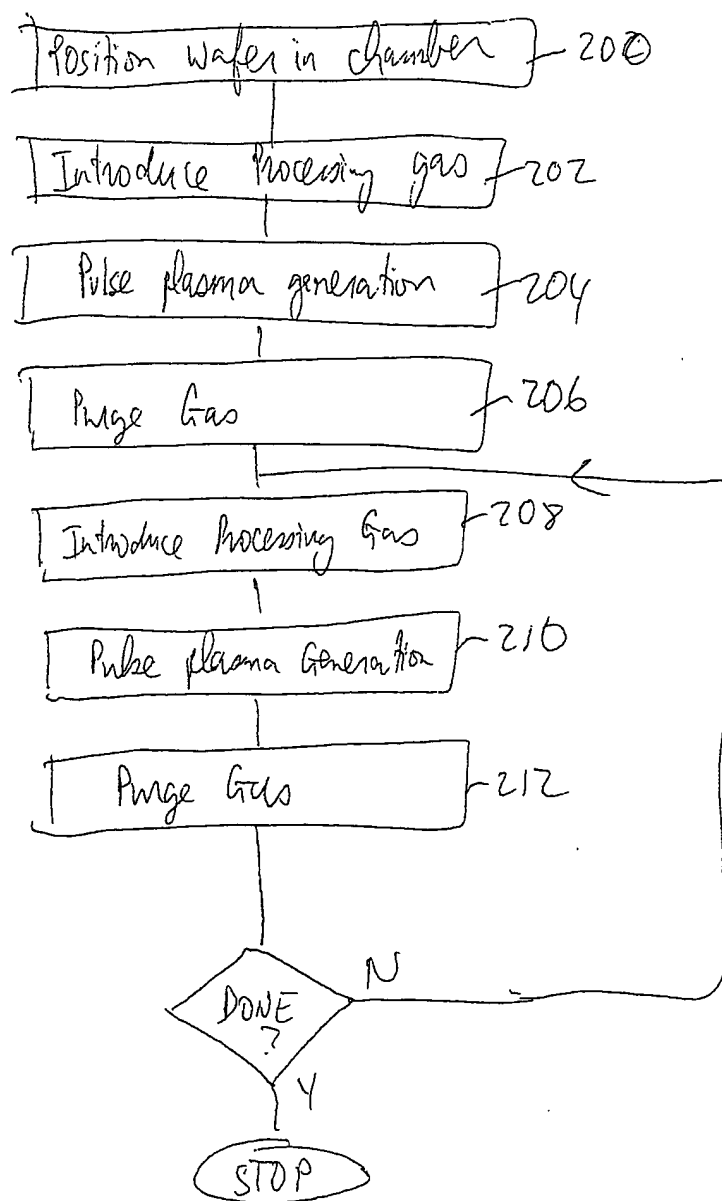 Position wafer in chamber 200
Introduce Processing gas 202
Pulse plasma generation 204
Purge Gas 206
Introduce Processing Gas 208
Pulse plasma Generation 210
Purge Gas 212
DONE N
?
Y
STOP